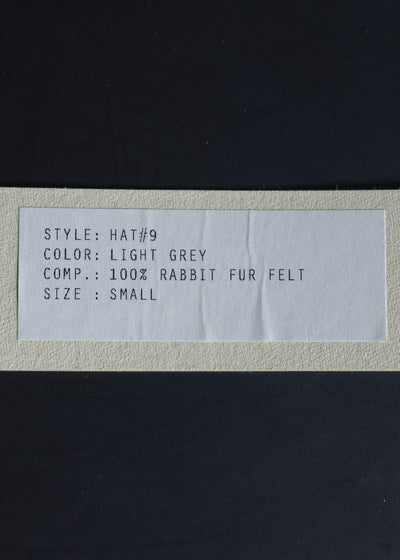 STYLE: HAT#9
COLOR: LIGHT GREY
COMP.: 100% RABBIT FUR FELT
SIZE : SMALL